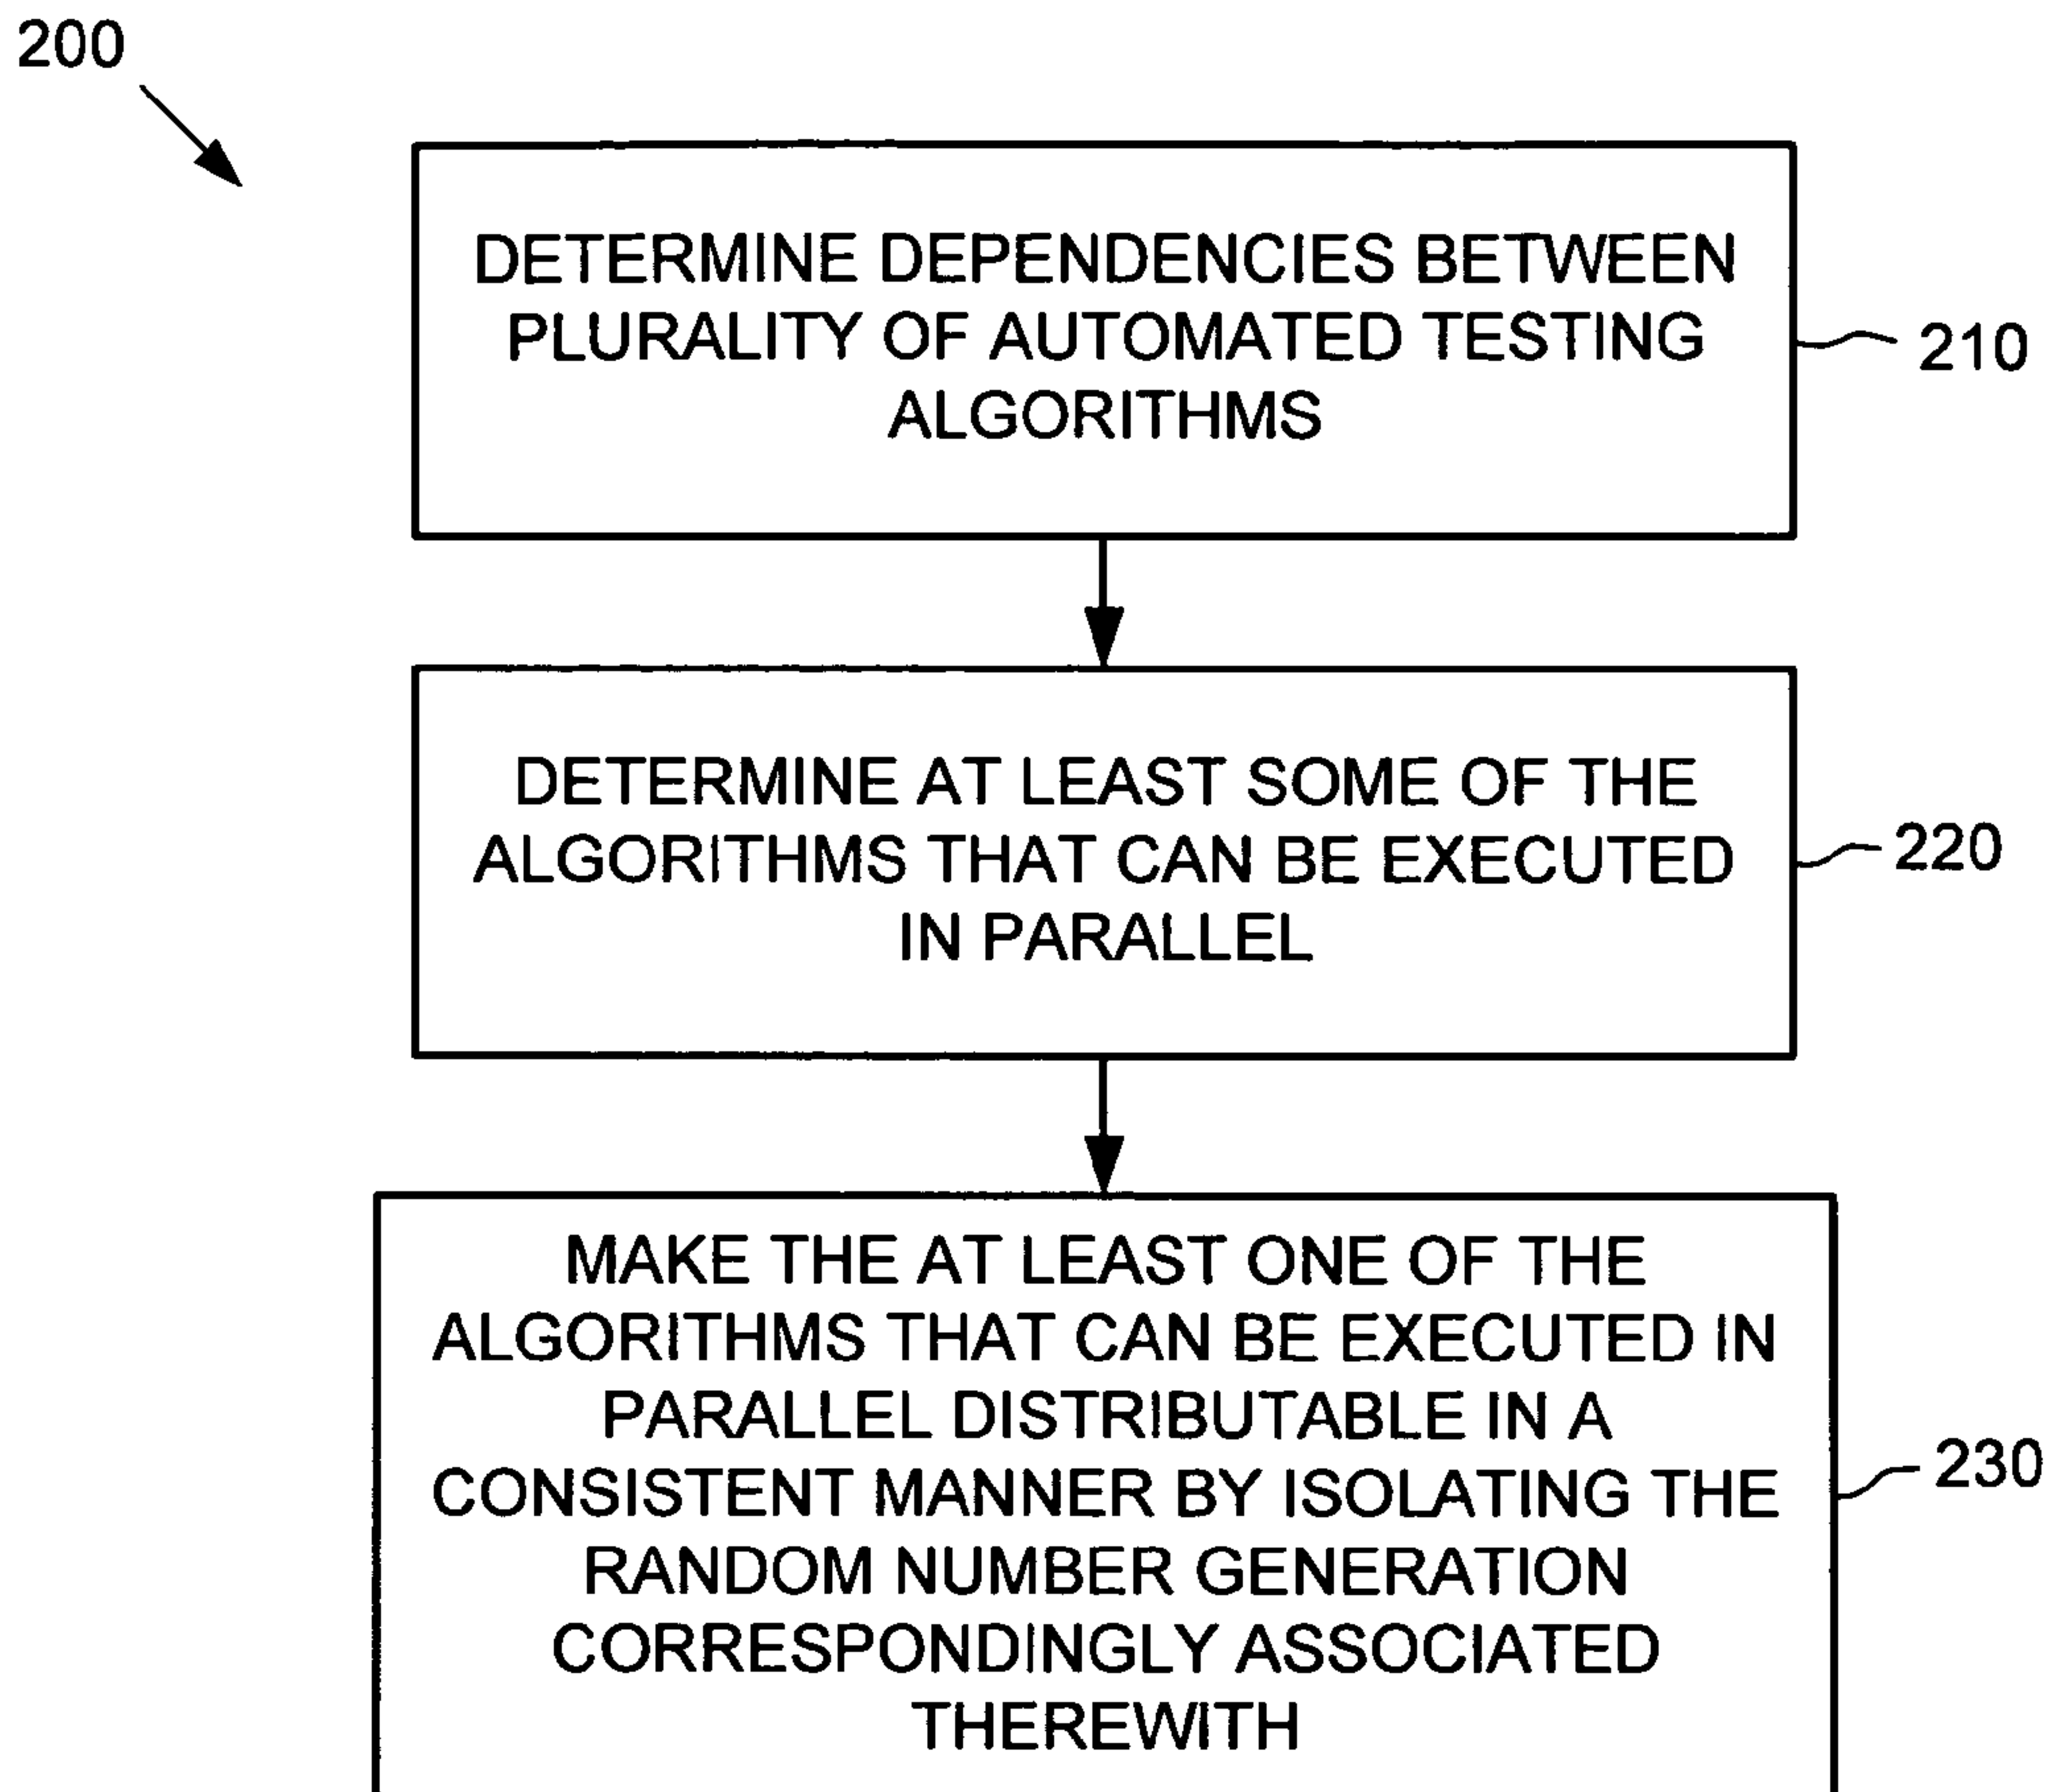 200
DETERMINE DEPENDENCIES BETWEEN
PLURALITY OF AUTOMATED TESTING
ALGORITHMS
210
DETERMINE AT LEAST SOME OF THE
ALGORITHMS THAT CAN BE EXECUTED
IN PARALLEL
220
MAKE THE AT LEAST ONE OF THE
ALGORITHMS THAT CAN BE EXECUTED IN
PARALLEL DISTRIBUTABLE IN A
CONSISTENT MANNER BY ISOLATING THE
RANDOM NUMBER GENERATION
CORRESPONDINGLY ASSOCIATED
THEREWITH
230